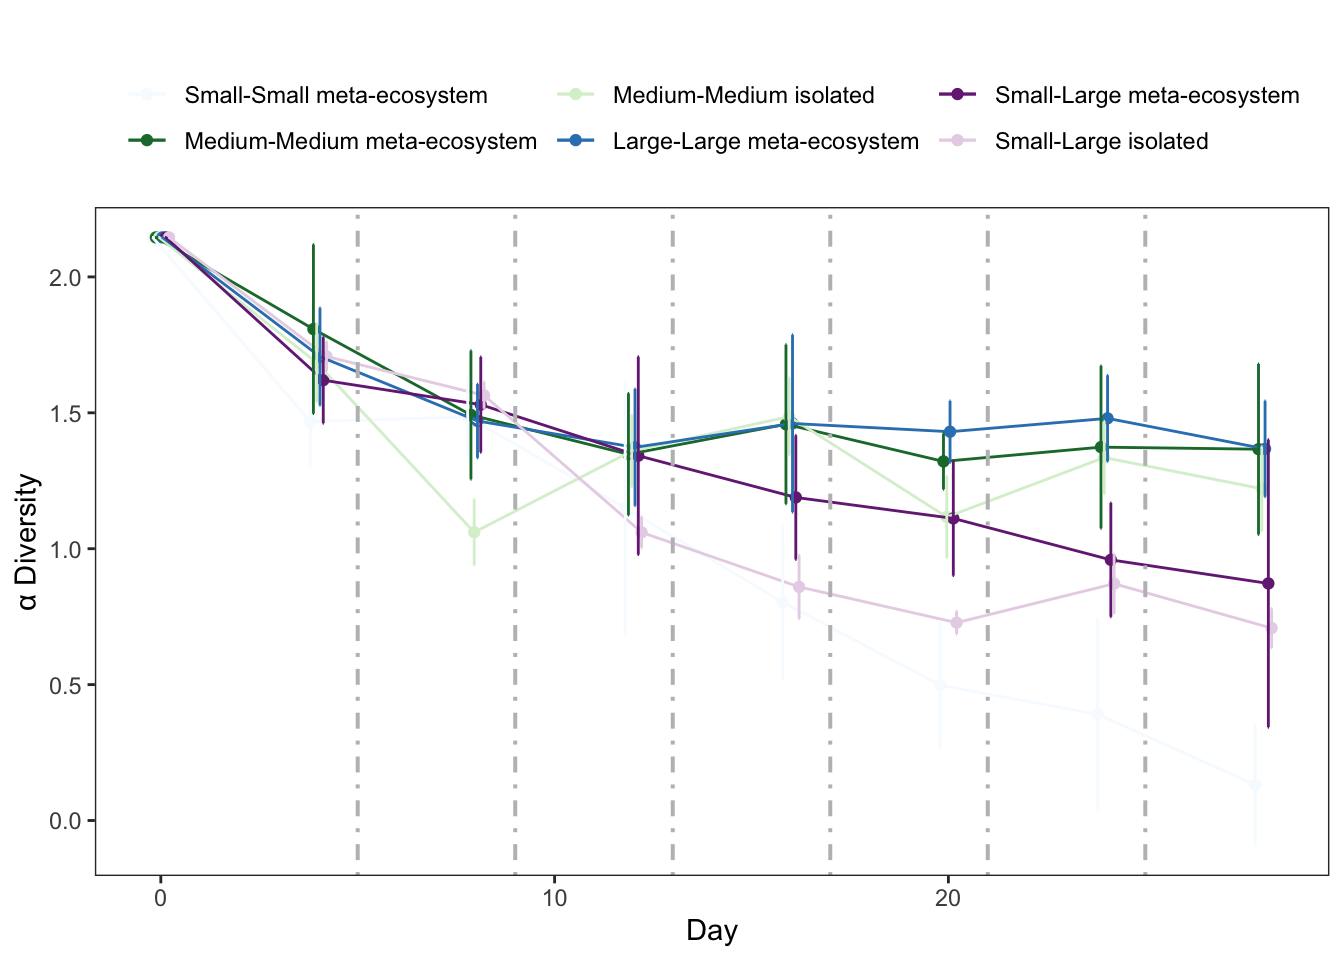 Small-Small meta-ecosystem Medium-Medium isolated Small-Large meta-ecosystem
Medium-Medium meta-ecosystem Large-Large meta-ecosystem Small-Large isolated
2.0
1.5
1.0
0.5
0.0
α Diversity
0 10 20
Day